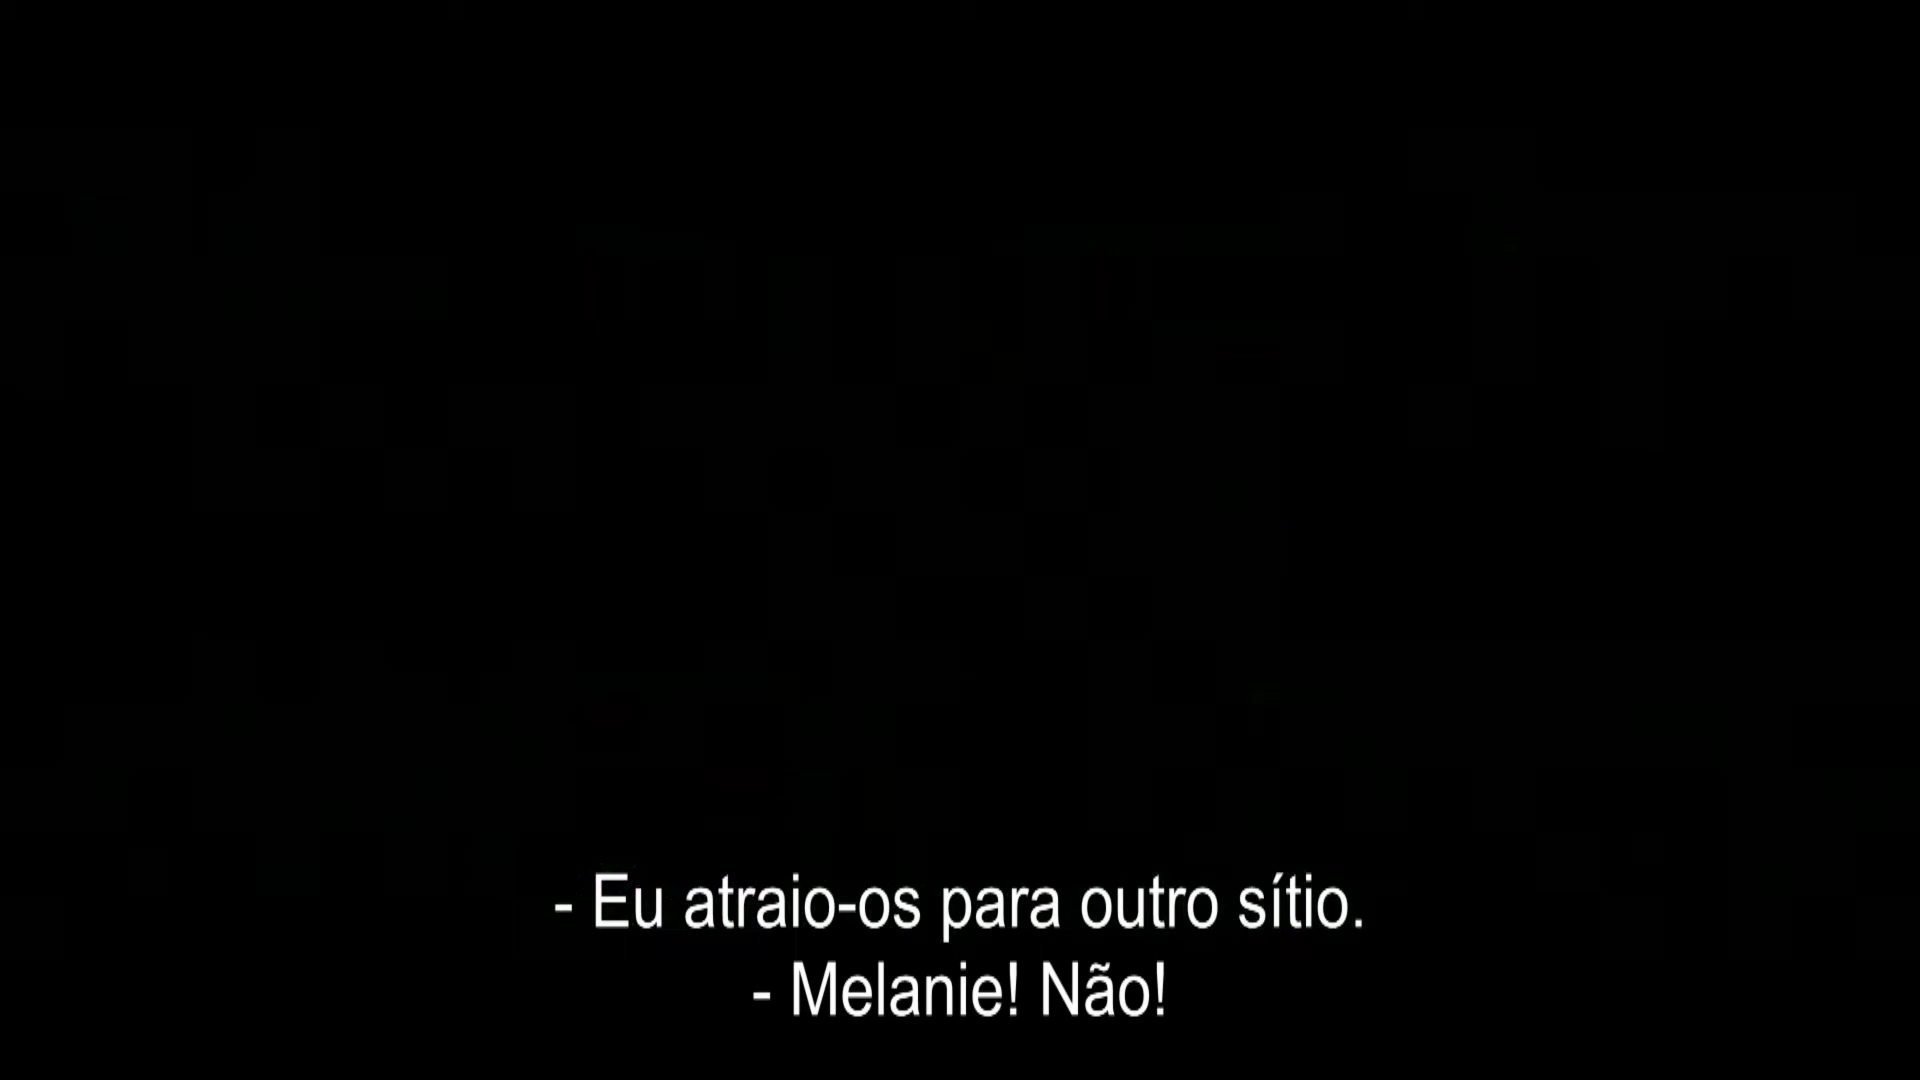 - Eu atraio-os para outro sítio.
- Melanie! Não!